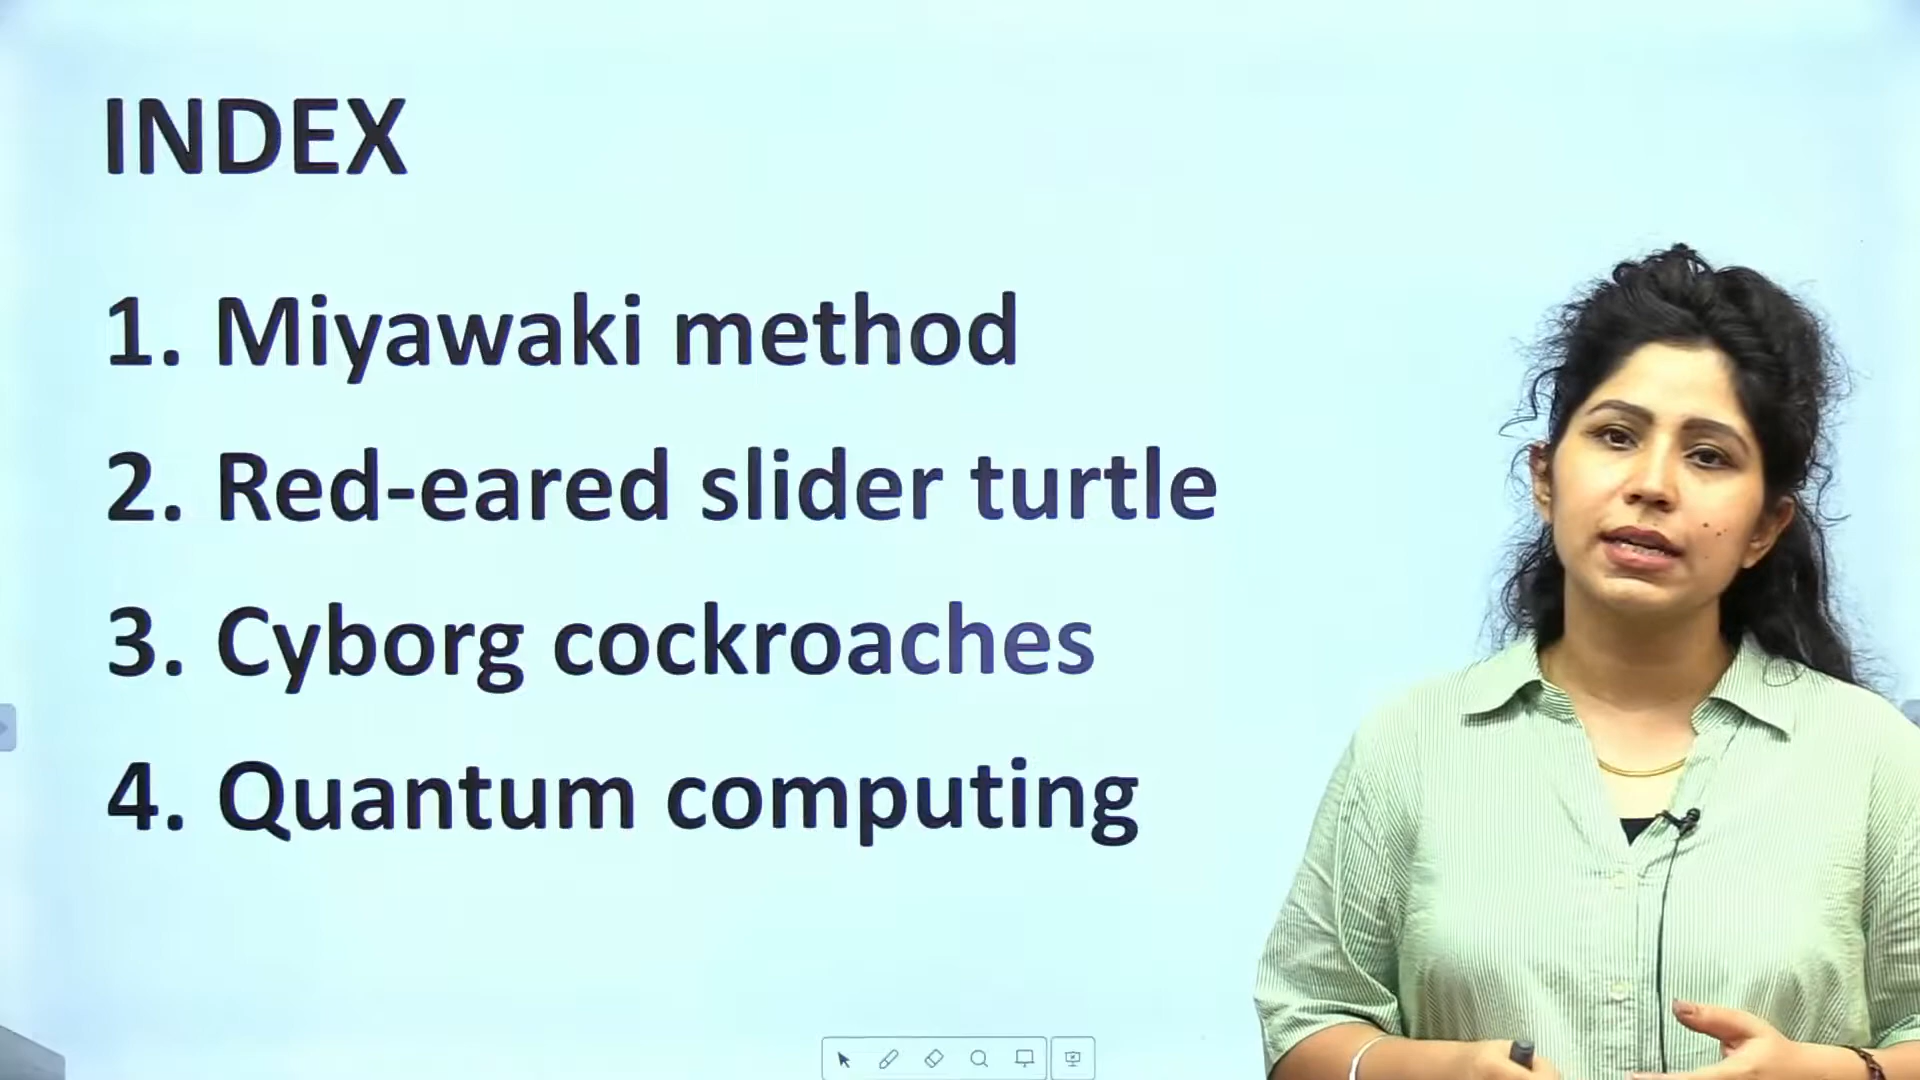 INDEX
1. Miyawaki method
2. Red-eared slider turtle
3. Cyborg cockroaches
4. Quantum computing